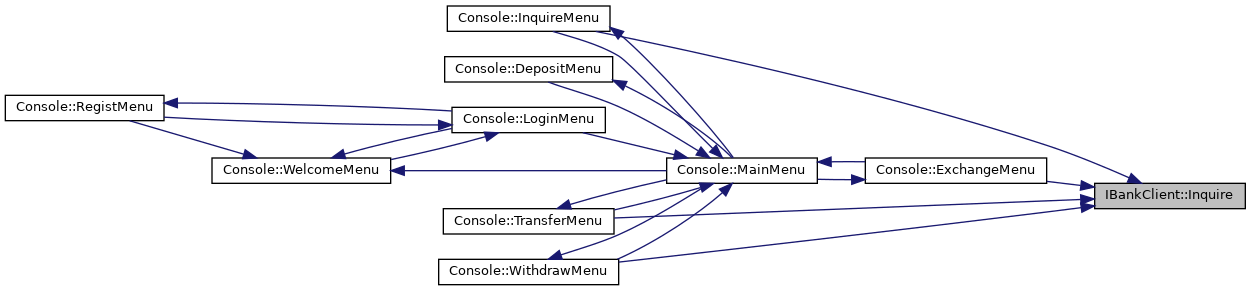 Console::InquireMenu
Console::DepositMenu
Console::RegistMenu
Console::LoginMenu
Console::WelcomeMenu
Console::MainMenu
Console::ExchangeMenu
IBankClient::Inquire
Console::TransferMenu
Console::WithdrawMenu